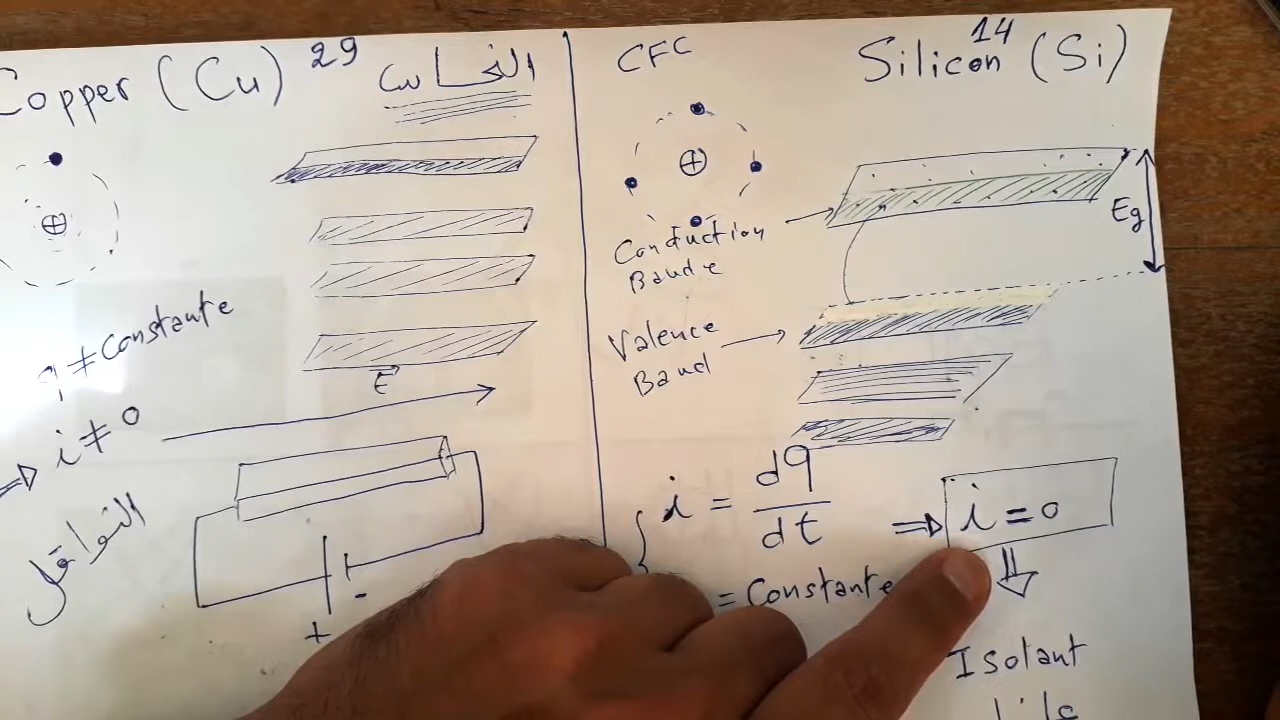 Copper (Cu) 29
النحاس
q ≠ Constante
⇒ i ≠ 0
النواقل
E
+
-
CFC
Silicon 14 (Si)
Conduction
Bande
Eg
Valence
Band
i = dq/dt
⇒ i = 0
= Constante
Isolant